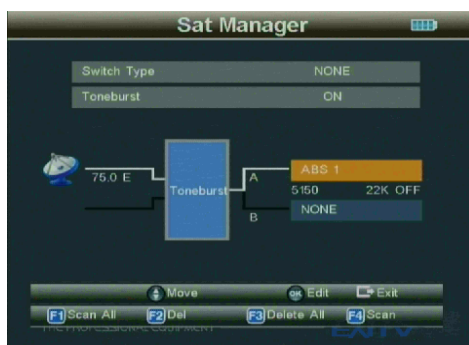 Sat Manager
Switch Type NONE
Toneburst ON
75.0 E
Toneburst
A ABS 1
5150 22K OFF
B NONE
Move OK Edit Exit
F1 Scan All F2 Del F3 Delete All F4 Scan